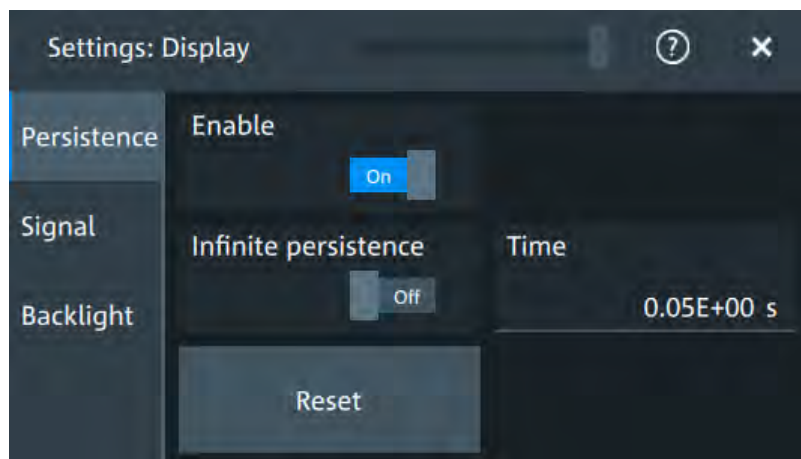 Settings: Display
?
Persistence
Enable
On
Signal
Infinite persistence
Time
Off
0.05E+00 s
Backlight
Reset